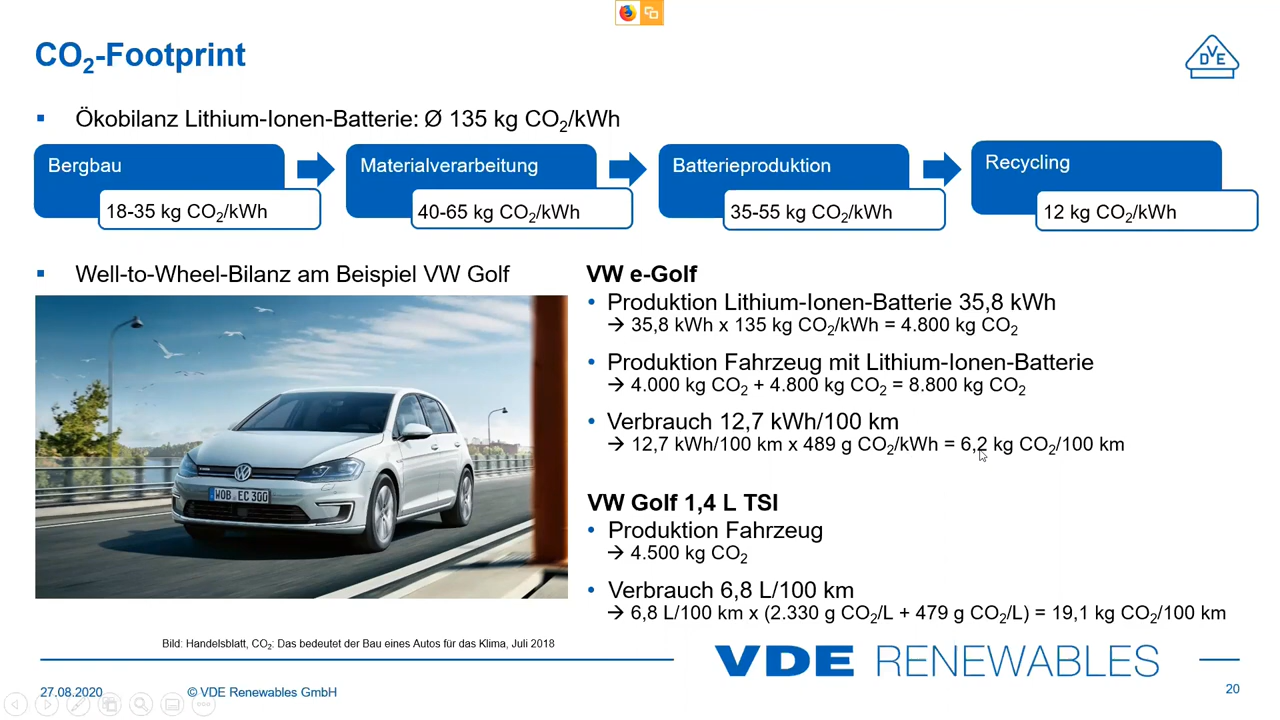 CO₂-Footprint
DVE
Ökobilanz Lithium-Ionen-Batterie: Ø 135 kg CO₂/kWh
Bergbau
18-35 kg CO₂/kWh
Materialverarbeitung
40-65 kg CO₂/kWh
Batterieproduktion
35-55 kg CO₂/kWh
Recycling
12 kg CO₂/kWh
Well-to-Wheel-Bilanz am Beispiel VW Golf
WOB EC 300
VW e-Golf
Produktion Lithium-Ionen-Batterie 35,8 kWh
→ 35,8 kWh x 135 kg CO₂/kWh = 4.800 kg CO₂
Produktion Fahrzeug mit Lithium-Ionen-Batterie
→ 4.000 kg CO₂ + 4.800 kg CO₂ = 8.800 kg CO₂
Verbrauch 12,7 kWh/100 km
→ 12,7 kWh/100 km x 489 g CO₂/kWh = 6,2 kg CO₂/100 km
VW Golf 1,4 L TSI
Produktion Fahrzeug
→ 4.500 kg CO₂
Verbrauch 6,8 L/100 km
→ 6,8 L/100 km x (2.330 g CO₂/L + 479 g CO₂/L) = 19,1 kg CO₂/100 km
Bild: Handelsblatt, CO₂: Das bedeutet der Bau eines Autos für das Klima, Juli 2018
VDE RENEWABLES
27.08.2020
© VDE Renewables GmbH
20